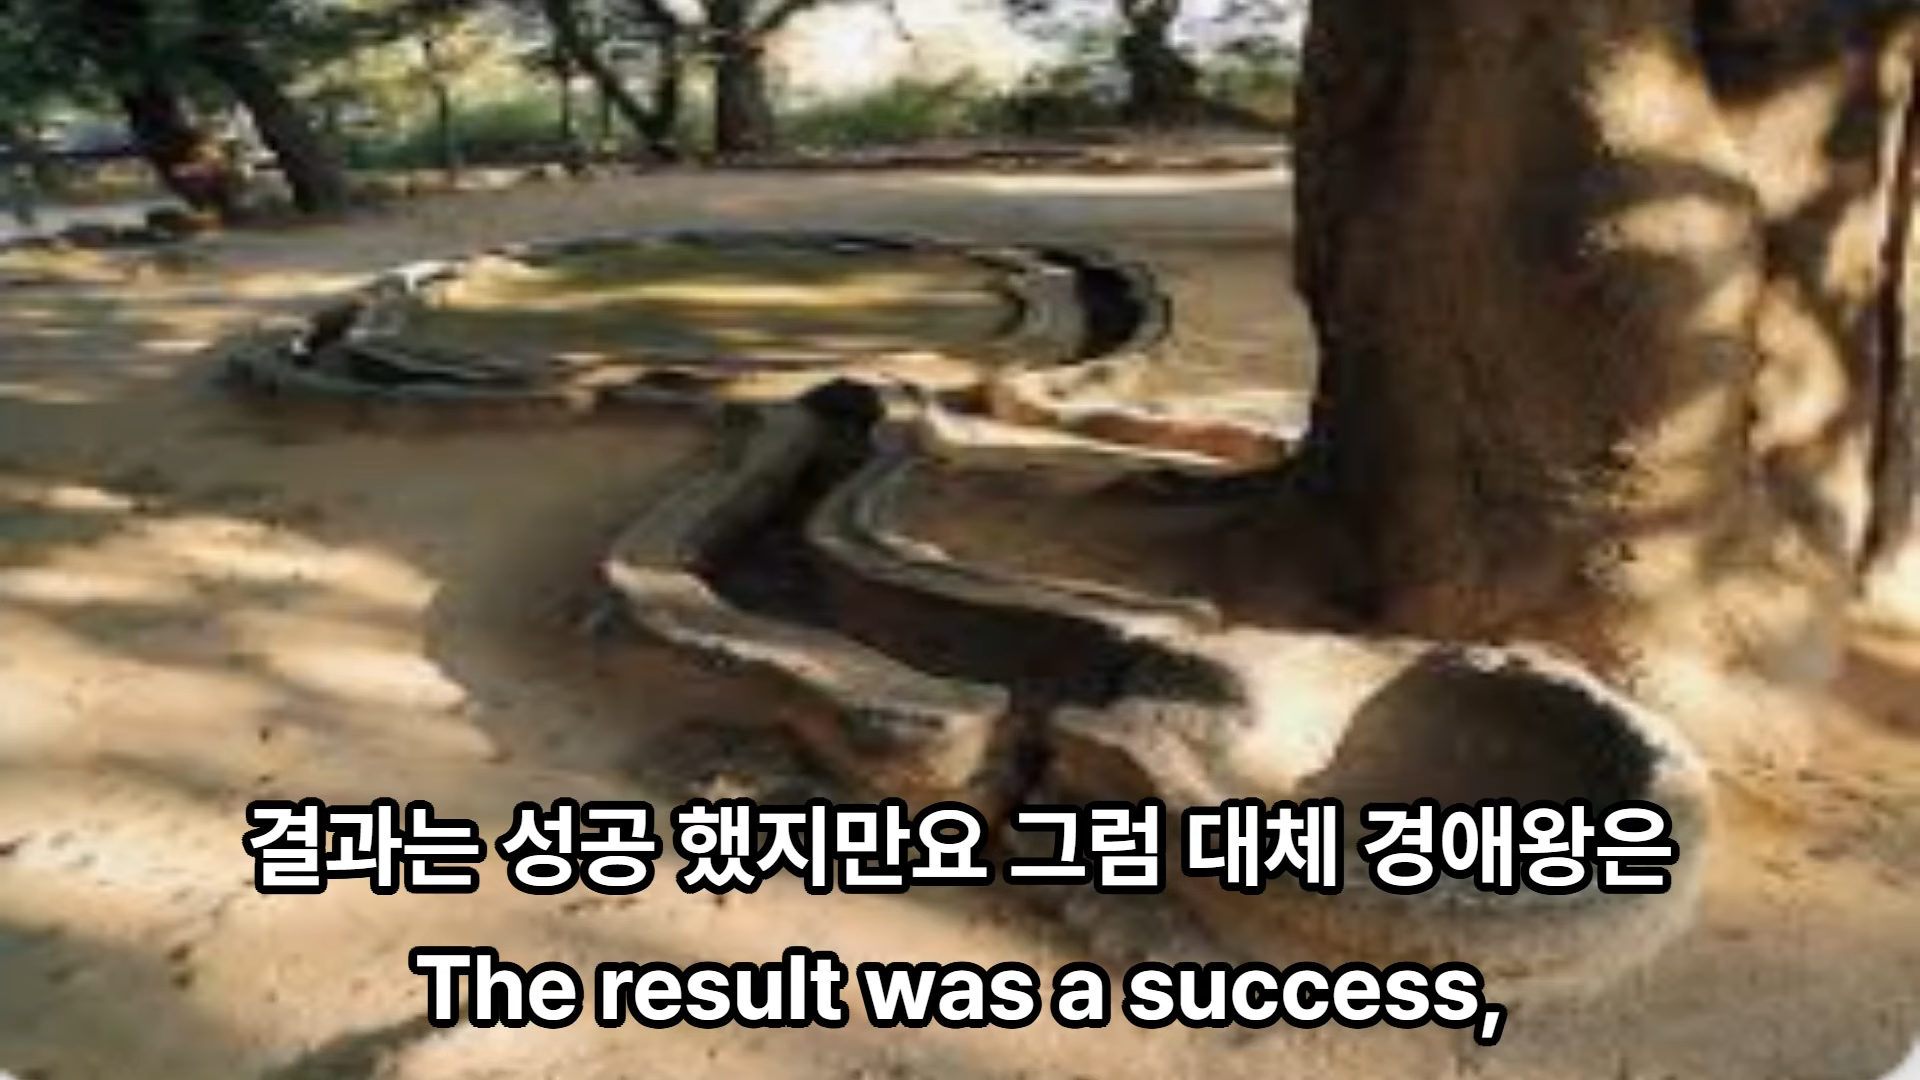 결과는 성공 했지만요 그럼 대체 경애왕은
The result was a success,